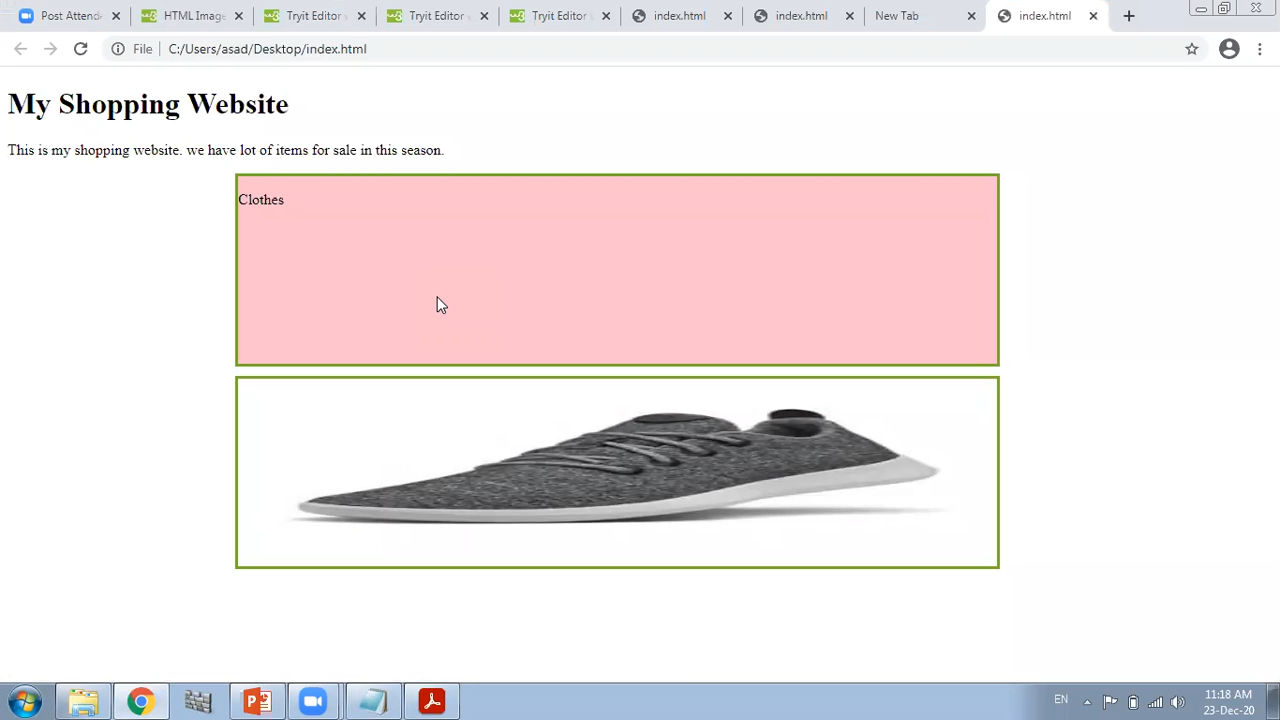 Post Attend
HTML Image
Tryit Editor
Tryit Editor
Tryit Editor
index.html
index.html
New Tab
index.html
File
C:/Users/asad/Desktop/index.html
My Shopping Website
This is my shopping website. we have lot of items for sale in this season.
Clothes
EN
11:18 AM
23-Dec-20